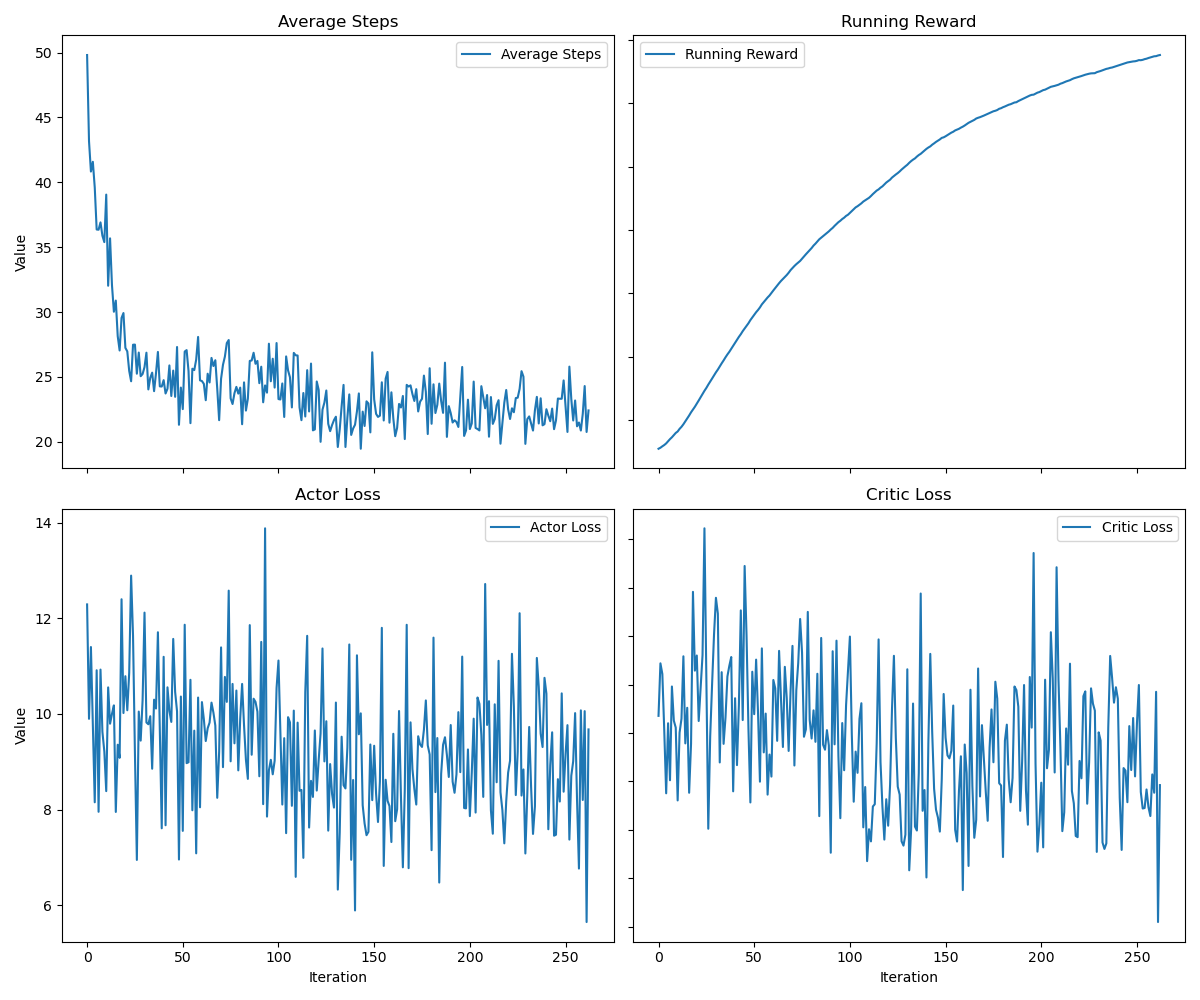 Average Steps
Running Reward
Average Steps
Running Reward
50
45
40
35
30
25
20
Value
Actor Loss
Critic Loss
Actor Loss
Critic Loss
14
12
10
8
6
Value
0 50 100 150 200 250
0 50 100 150 200 250
Iteration
Iteration